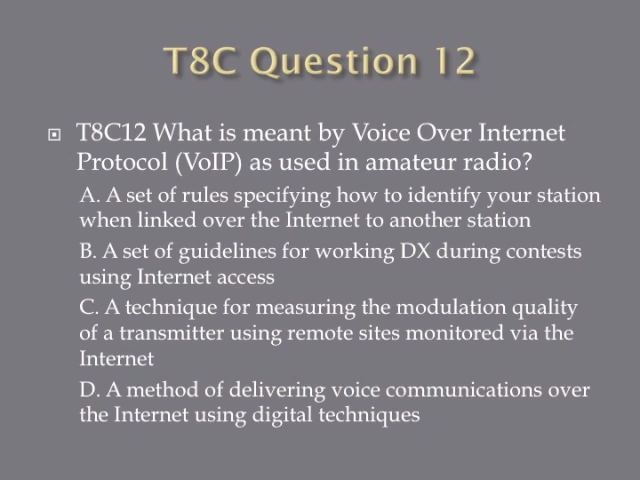 T8C Question 12
T8C12 What is meant by Voice Over Internet
Protocol (VoIP) as used in amateur radio?
A. A set of rules specifying how to identify your station
when linked over the Internet to another station
B. A set of guidelines for working DX during contests
using Internet access
C. A technique for measuring the modulation quality
of a transmitter using remote sites monitored via the
Internet
D. A method of delivering voice communications over
the Internet using digital techniques